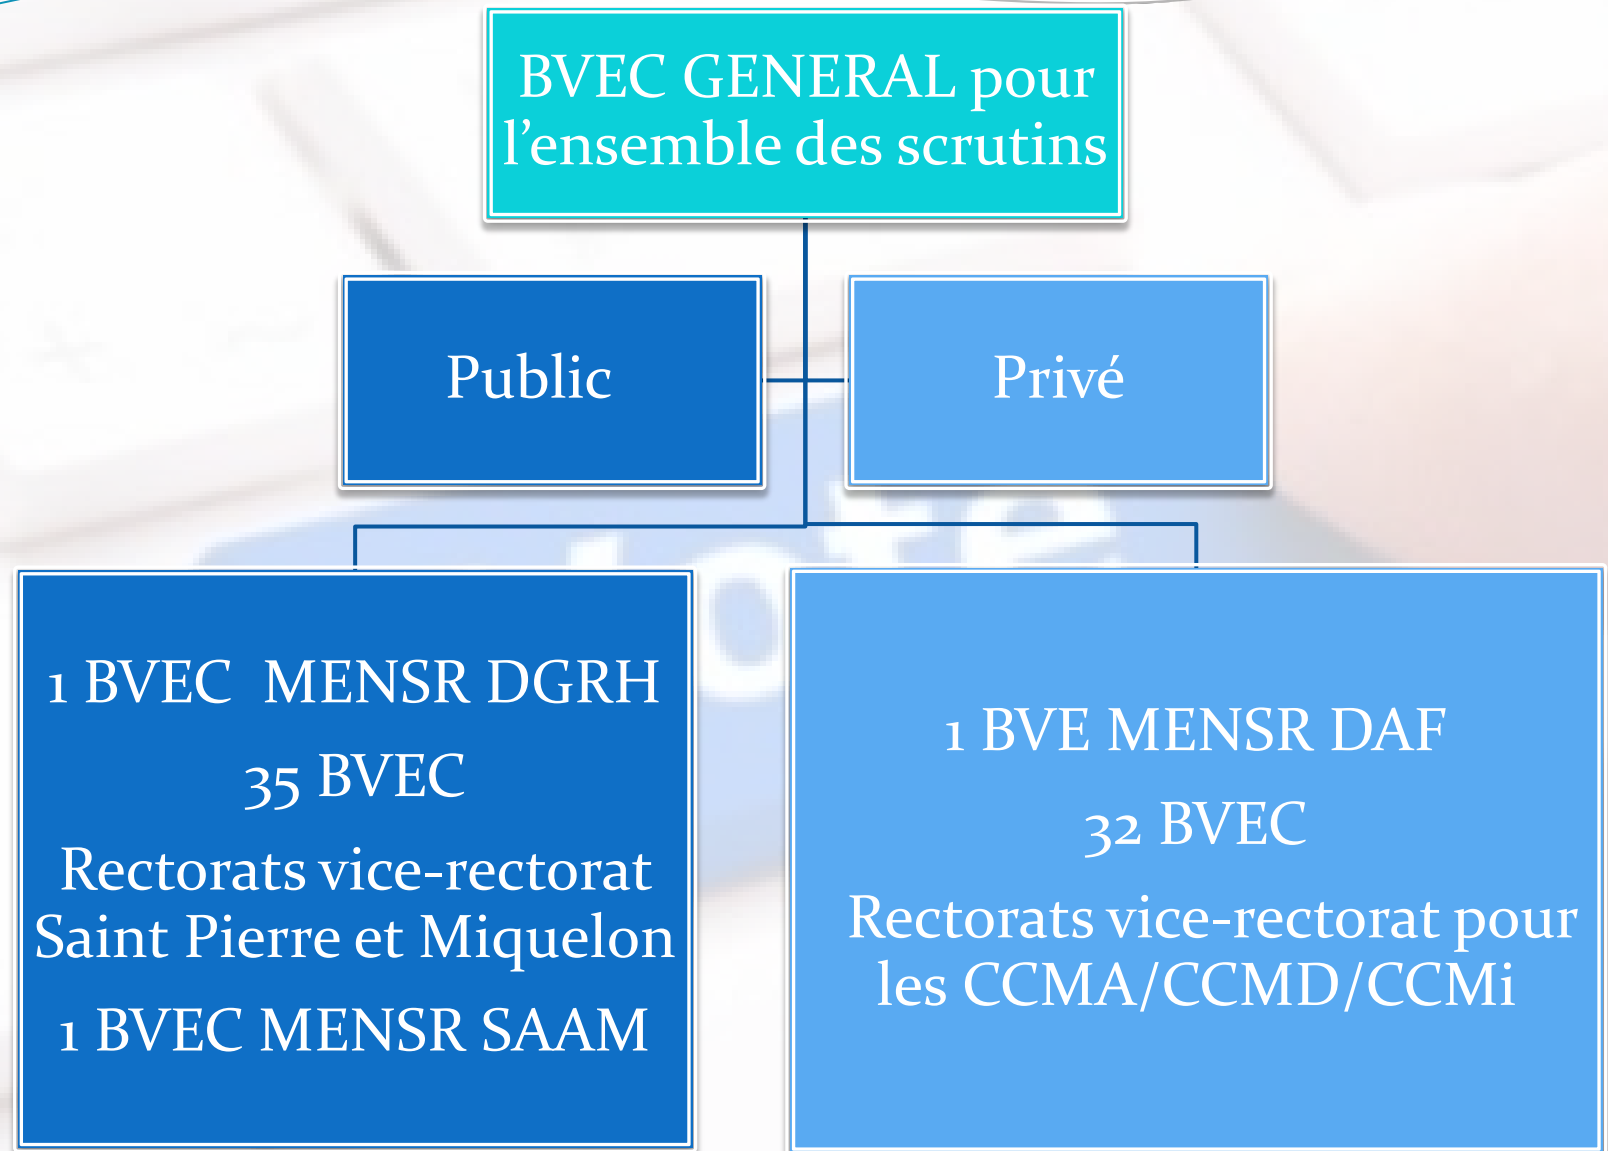 BVEC GENERAL pour
l’ensemble des scrutins
Public
Privé
1 BVEC  MENSR DGRH
35 BVEC
Rectorats vice-rectorat
Saint Pierre et Miquelon
1 BVEC MENSR SAAM
1 BVE MENSR DAF
32 BVEC
Rectorats vice-rectorat pour
les CCMA/CCMD/CCMi